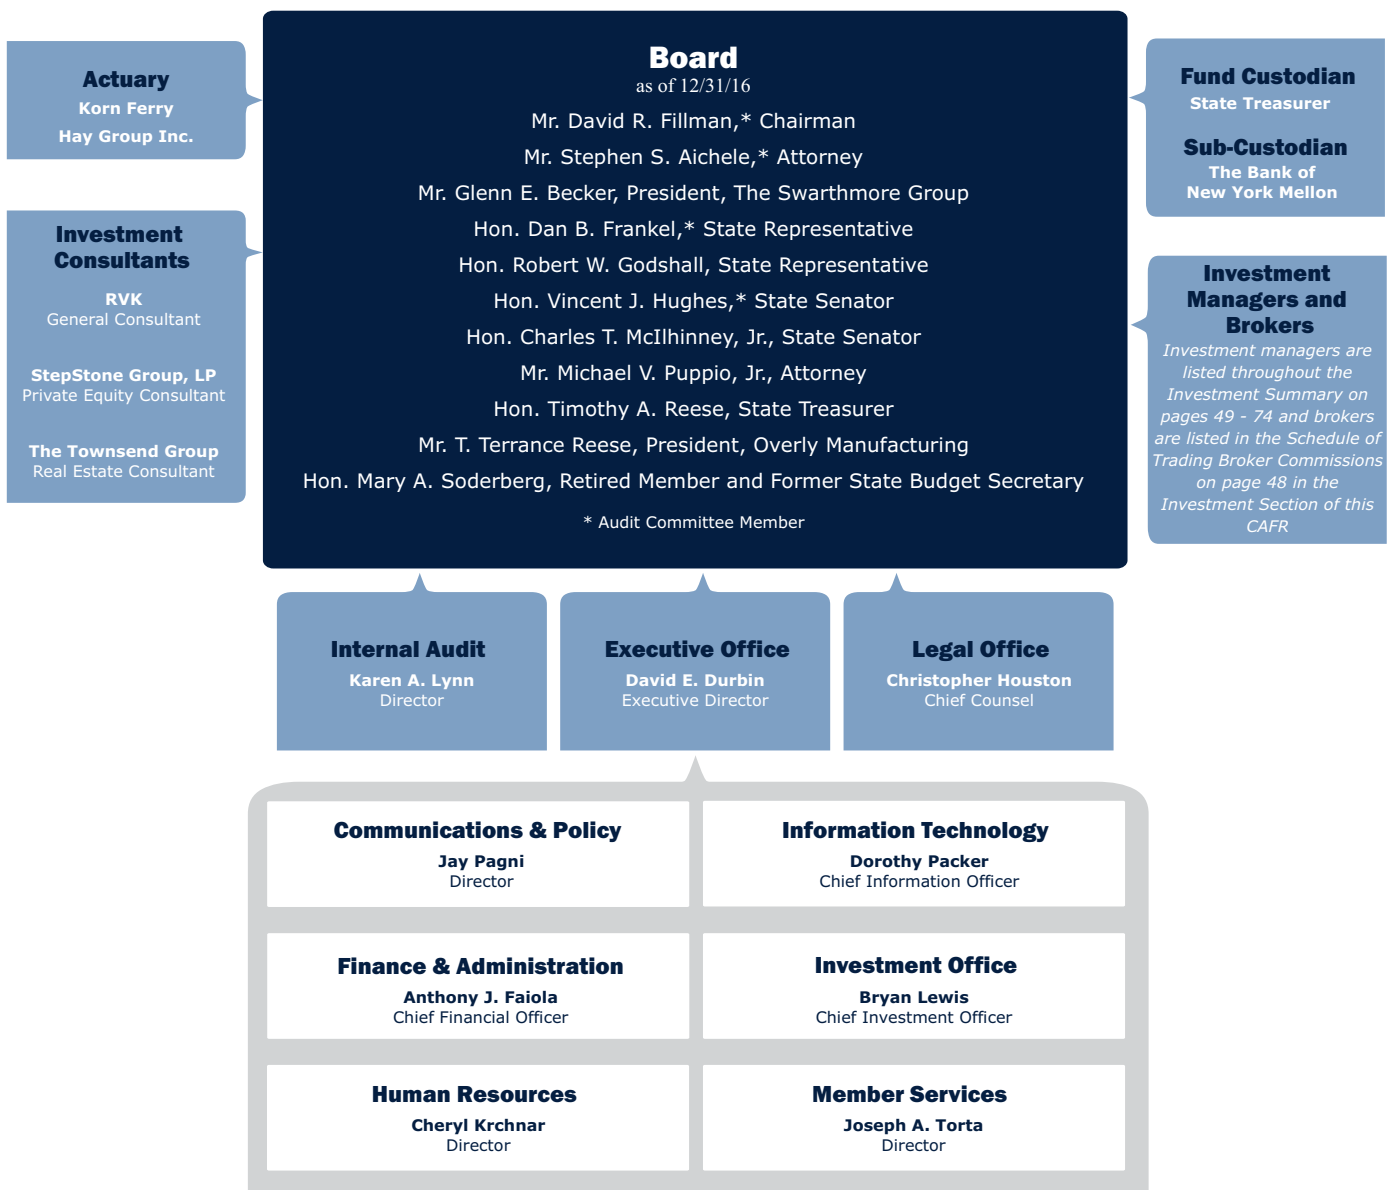 Board
as of 12/31/16
Mr. David R. Fillman,* Chairman
Mr. Stephen S. Aichele,* Attorney
Mr. Glenn E. Becker, President, The Swarthmore Group
Hon. Dan B. Frankel,* State Representative
Hon. Robert W. Godshall, State Representative
Hon. Vincent J. Hughes,* State Senator
Hon. Charles T. McIlhinney, Jr., State Senator
Mr. Michael V. Puppio, Jr., Attorney
Hon. Timothy A. Reese, State Treasurer
Mr. T. Terrance Reese, President, Overly Manufacturing
Hon. Mary A. Soderberg, Retired Member and Former State Budget Secretary
* Audit Committee Member
Actuary
Korn Ferry
Hay Group Inc.
Investment
Consultants
RVK
General Consultant
StepStone Group, LP
Private Equity Consultant
The Townsend Group
Real Estate Consultant
Fund Custodian
State Treasurer
Sub-Custodian
The Bank of
New York Mellon
Investment
Managers and
Brokers
Investment managers are
listed throughout the
Investment Summary on
pages 49 - 74 and brokers
are listed in the Schedule of
Trading Broker Commissions
on page 48 in the
Investment Section of this
CAFR
Internal Audit
Karen A. Lynn
Director
Executive Office
David E. Durbin
Executive Director
Legal Office
Christopher Houston
Chief Counsel
Communications & Policy
Jay Pagni
Director
Information Technology
Dorothy Packer
Chief Information Officer
Finance & Administration
Anthony J. Faiola
Chief Financial Officer
Investment Office
Bryan Lewis
Chief Investment Officer
Human Resources
Cheryl Krchnar
Director
Member Services
Joseph A. Torta
Director